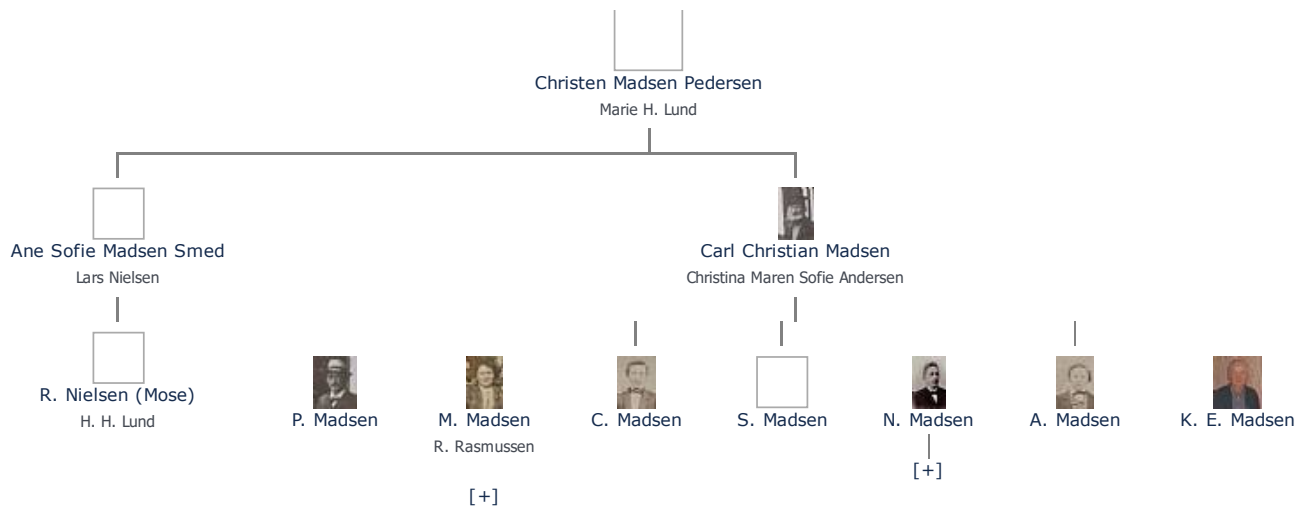 Christen Madsen Pedersen
Marie H. Lund
Ane Sofie Madsen Smed
Lars Nielsen
Carl Christian Madsen
Christina Maren Sofie Andersen
R. Nielsen (Mose)
H. H. Lund
P. Madsen
M. Madsen
R. Rasmussen
[+]
C. Madsen
S. Madsen
N. Madsen
[+]
A. Madsen
K. E. Madsen